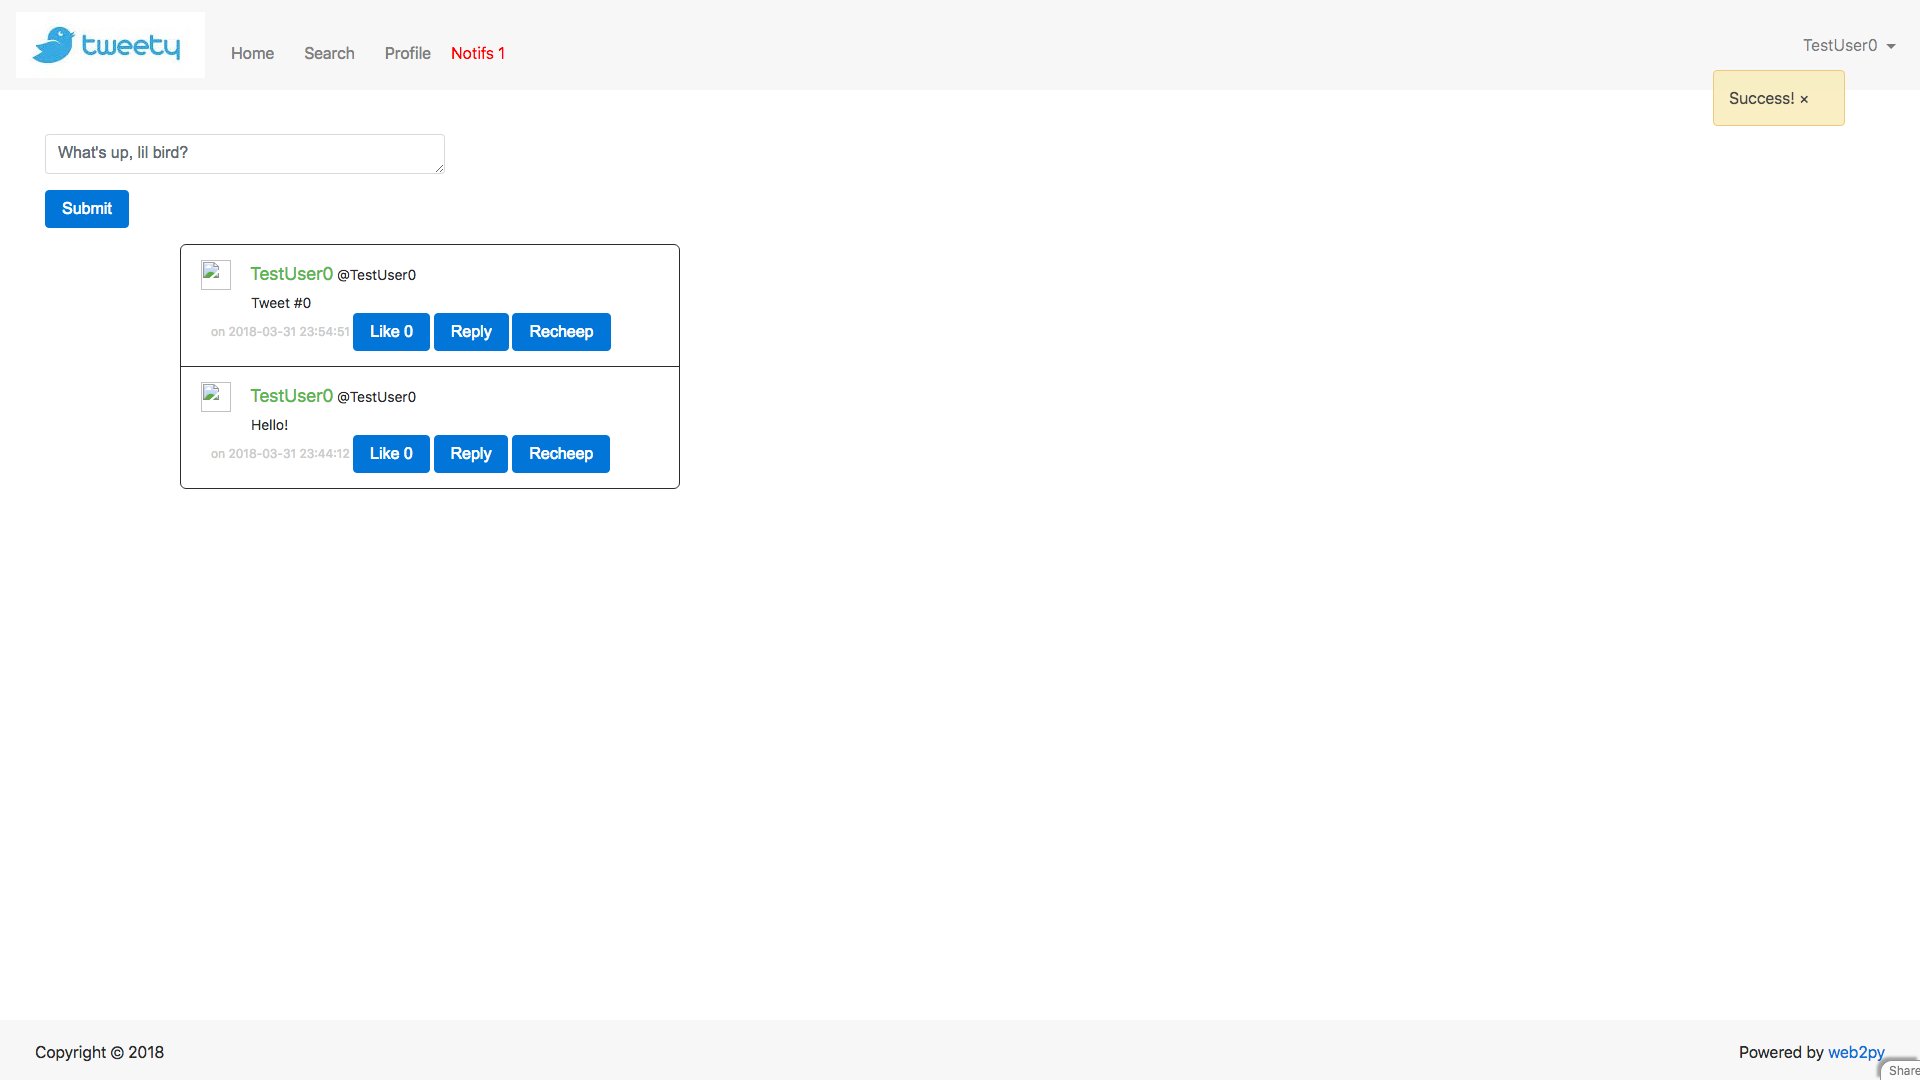 tweety
Home Search Profile Notifs 1
TestUser0
Success! ×
What's up, lil bird?
Submit
TestUser0 @TestUser0
Tweet #0
on 2018-03-31 23:54:51 Like 0 Reply Recheep
TestUser0 @TestUser0
Hello!
on 2018-03-31 23:44:12 Like 0 Reply Recheep
Copyright © 2018
Powered by web2py
Share